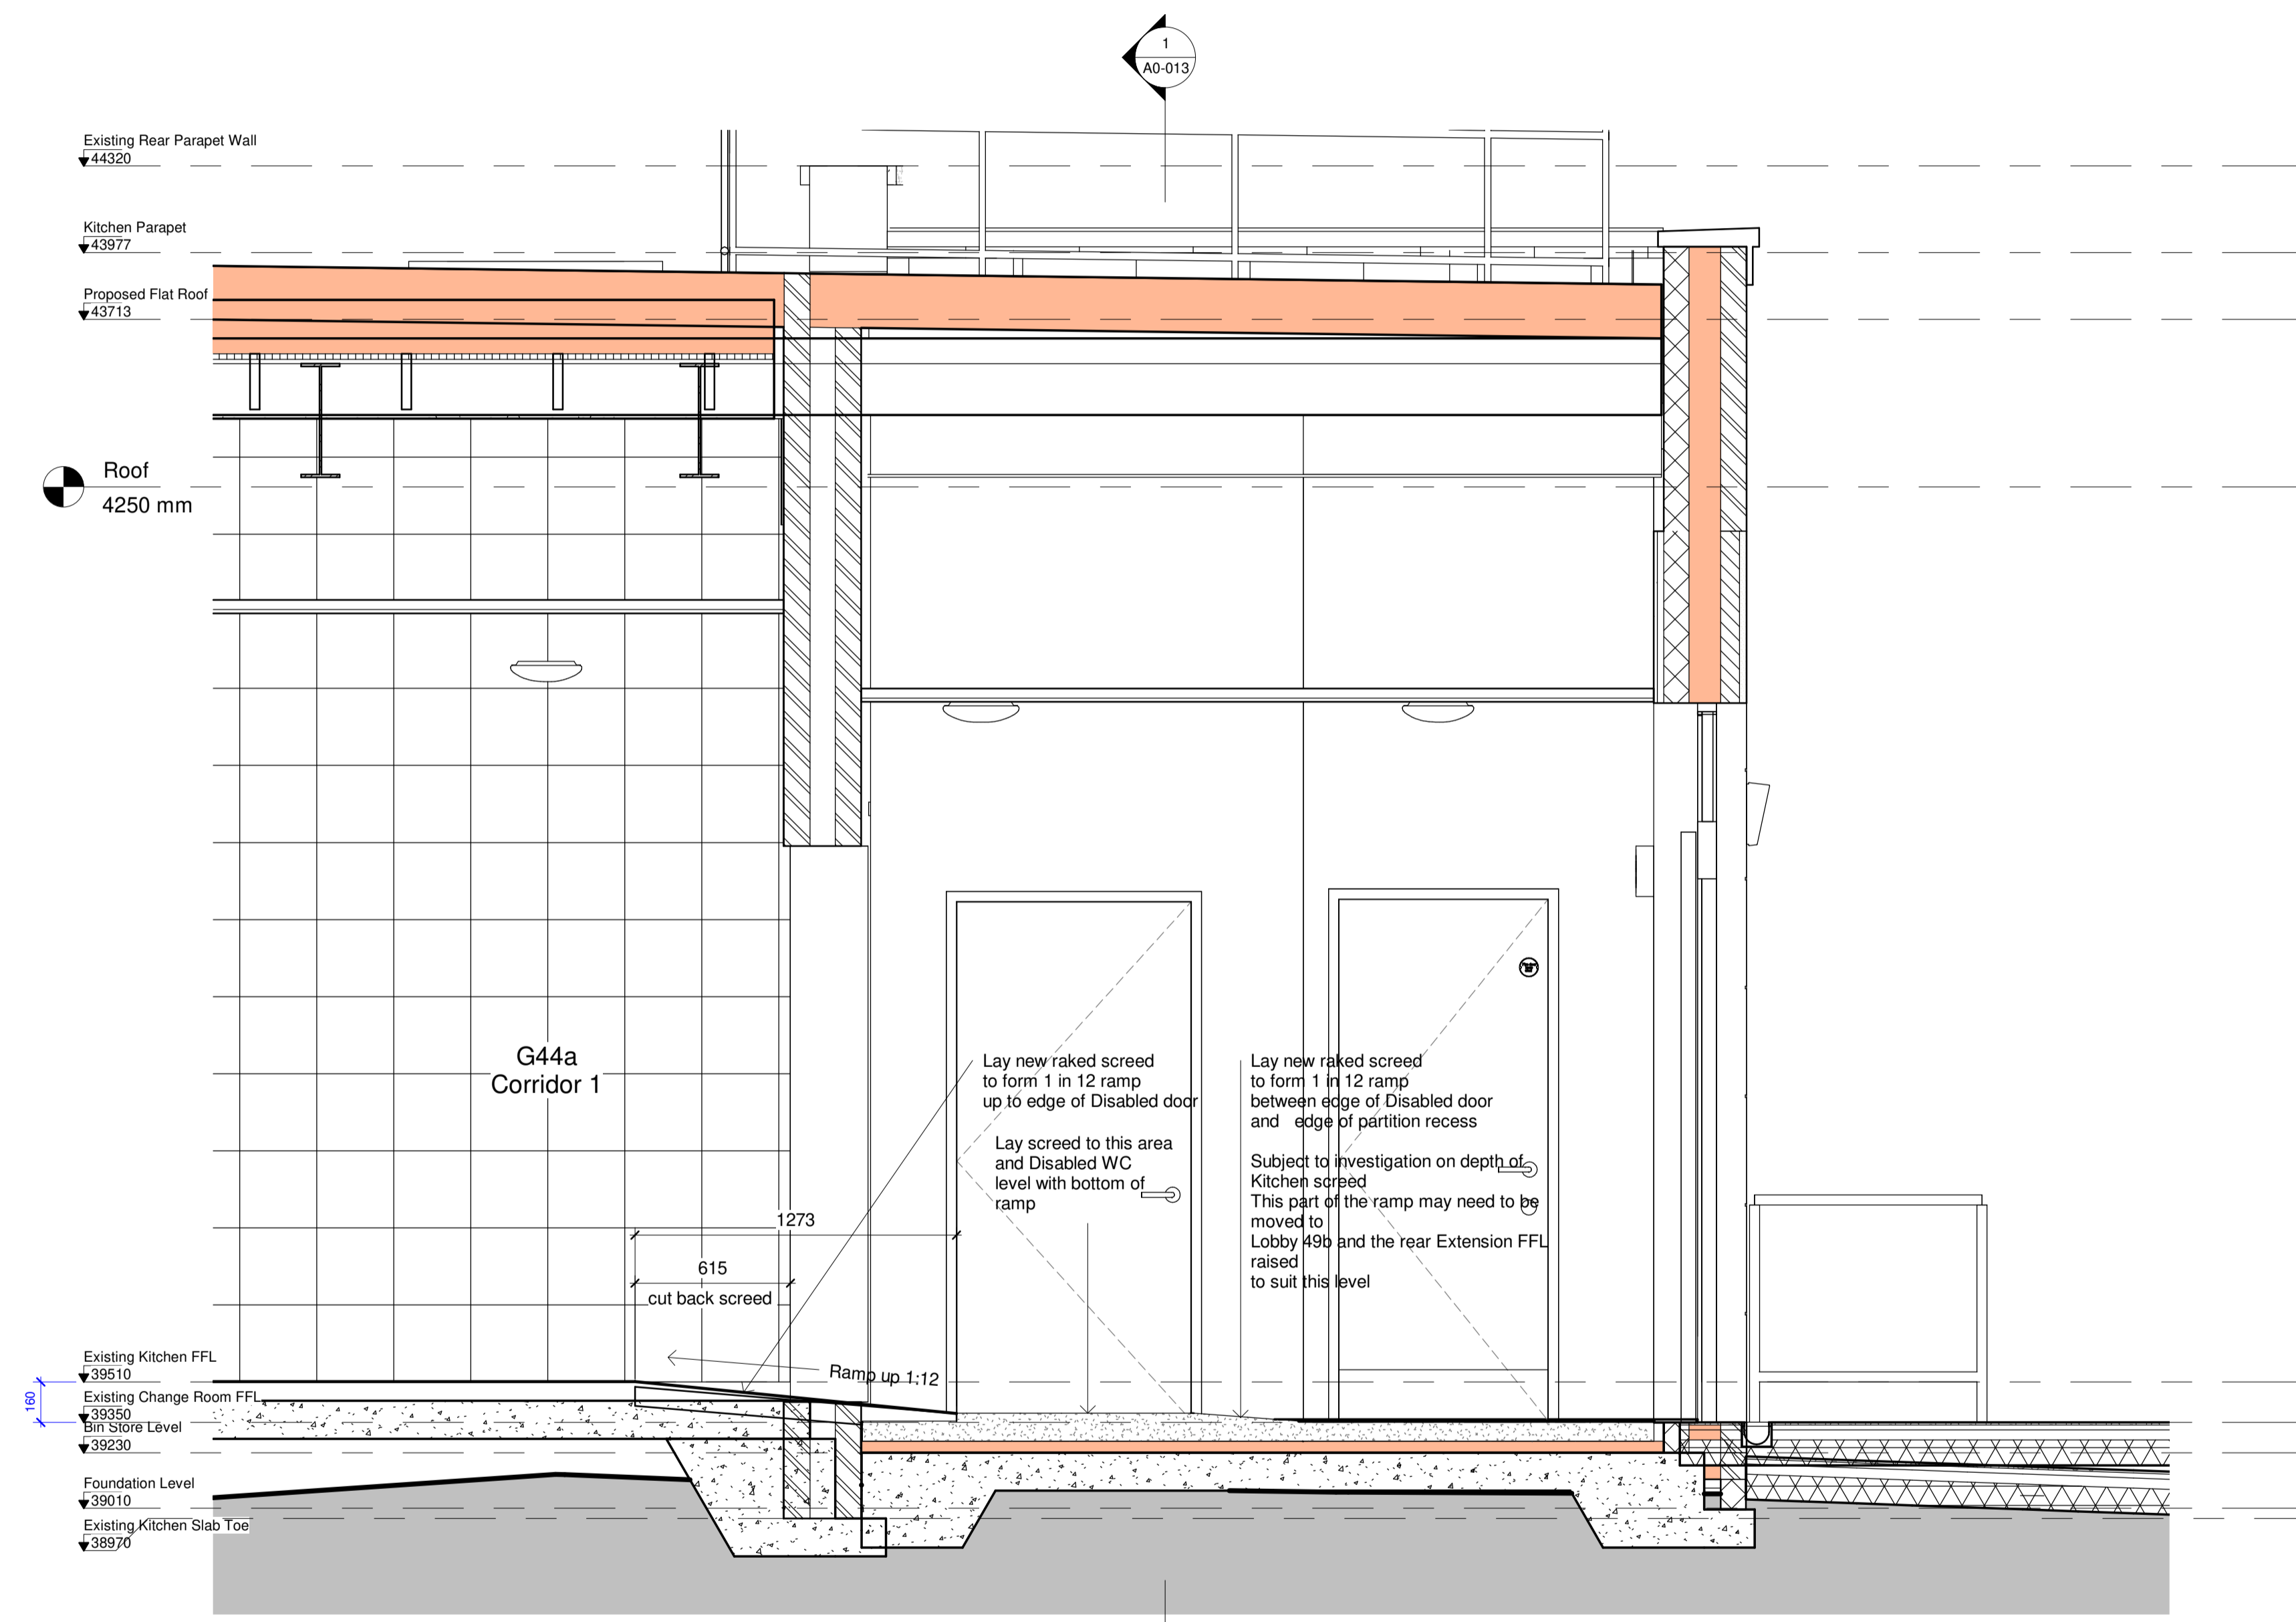 1
A0-013
Existing Rear Parapet Wall
44320
Kitchen Parapet
43977
Proposed Flat Roof
43713
Roof
4250 mm
G44a
Corridor 1
Lay new raked screed
to form 1 in 12 ramp
up to edge of Disabled door
Lay screed to this area
and Disabled WC
level with bottom of
ramp
Lay new raked screed
to form 1 in 12 ramp
between edge of Disabled door
and edge of partition recess
Subject to investigation on depth of
Kitchen screed
This part of the ramp may need to be
moved to
Lobby 49b and the rear Extension FFL
raised
to suit this level
1273
615
cut back screed
Ramp up 1:12
Existing Kitchen FFL
39510
160
Existing Change Room FFL
39350
Bin Store Level
39230
Foundation Level
39010
Existing Kitchen Slab Toe
38970